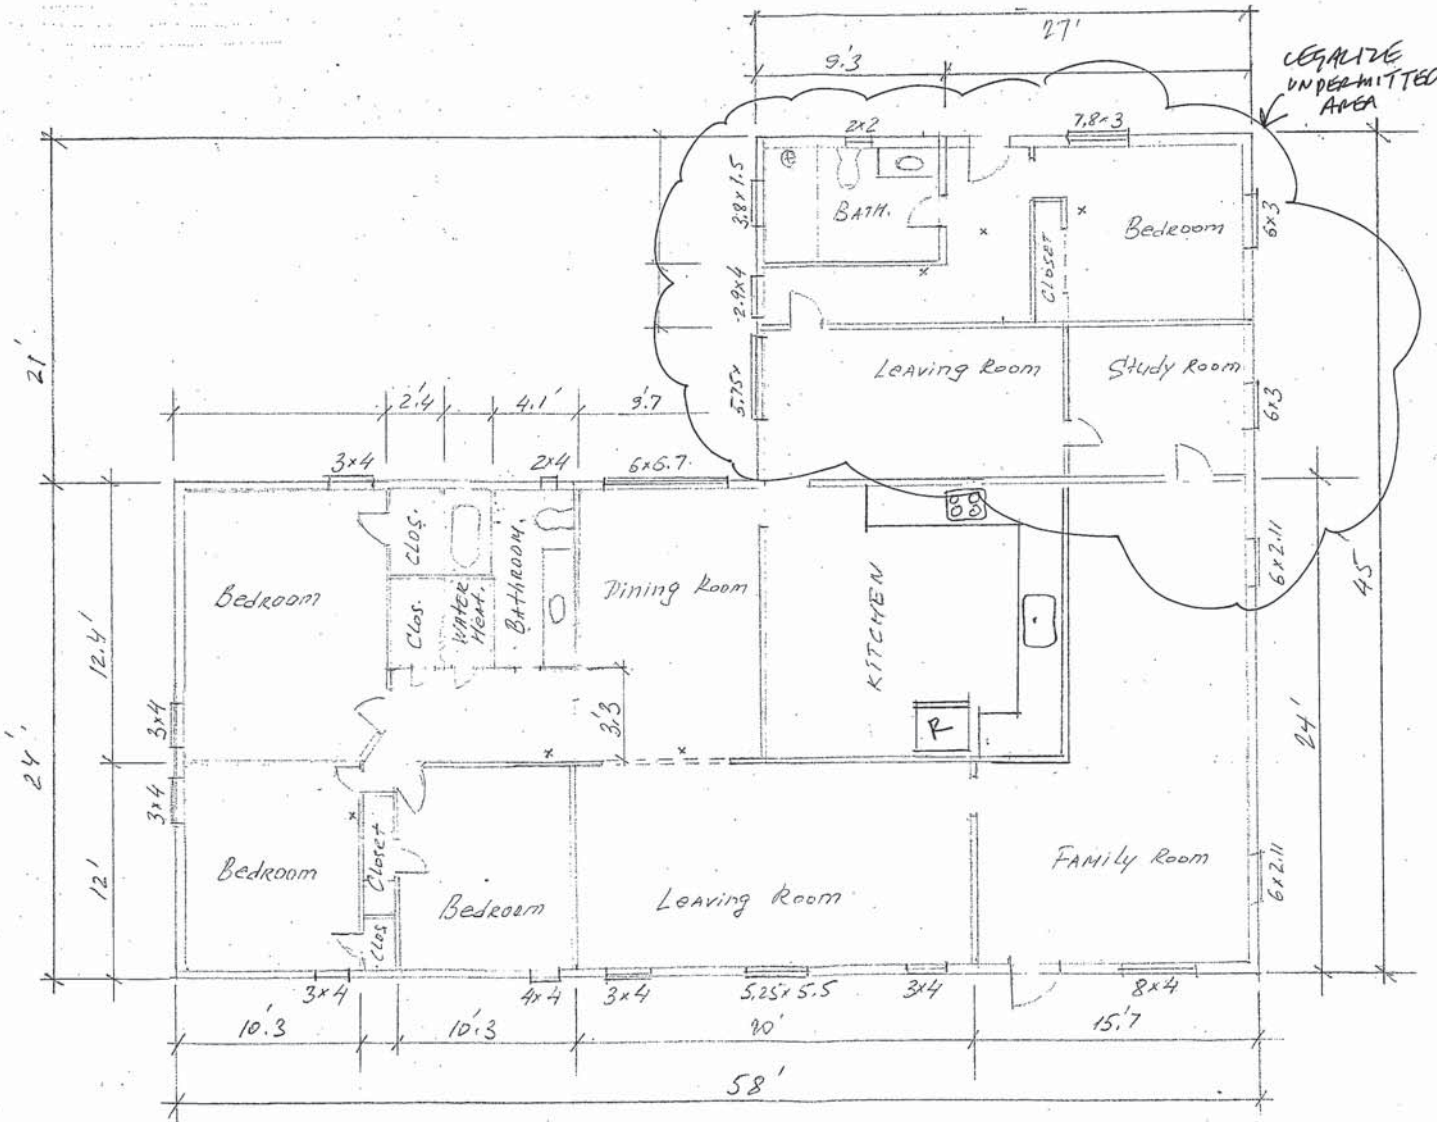 27'
9'.3
LEGALIZE
UNPERMITTED
AREA
2x2
7,8x3
3.8x1.5
BATH.
Bedroom
6x3
CLOSET
2.9x4
21'
Leaving Room
Study Room
5.75x
6x3
2'.4
4.1'
9'.7
3x4
2x4
6x6.7
CLOS.
BATHROOM.
Bedroom
CLOS.
WATER
HEAT.
Dining Room
KITCHEN
6x2.11
45'
12.4'
3x4
3'.3
R
24'
24'
3x4
12'
Bedroom
Closet
CLOS
Bedroom
Leaving Room
FAMILY Room
6x2.11
3x4
4x4
3x4
5.25x5.5
3x4
8x4
10'.3
10'.3
20'
15'.7
58'